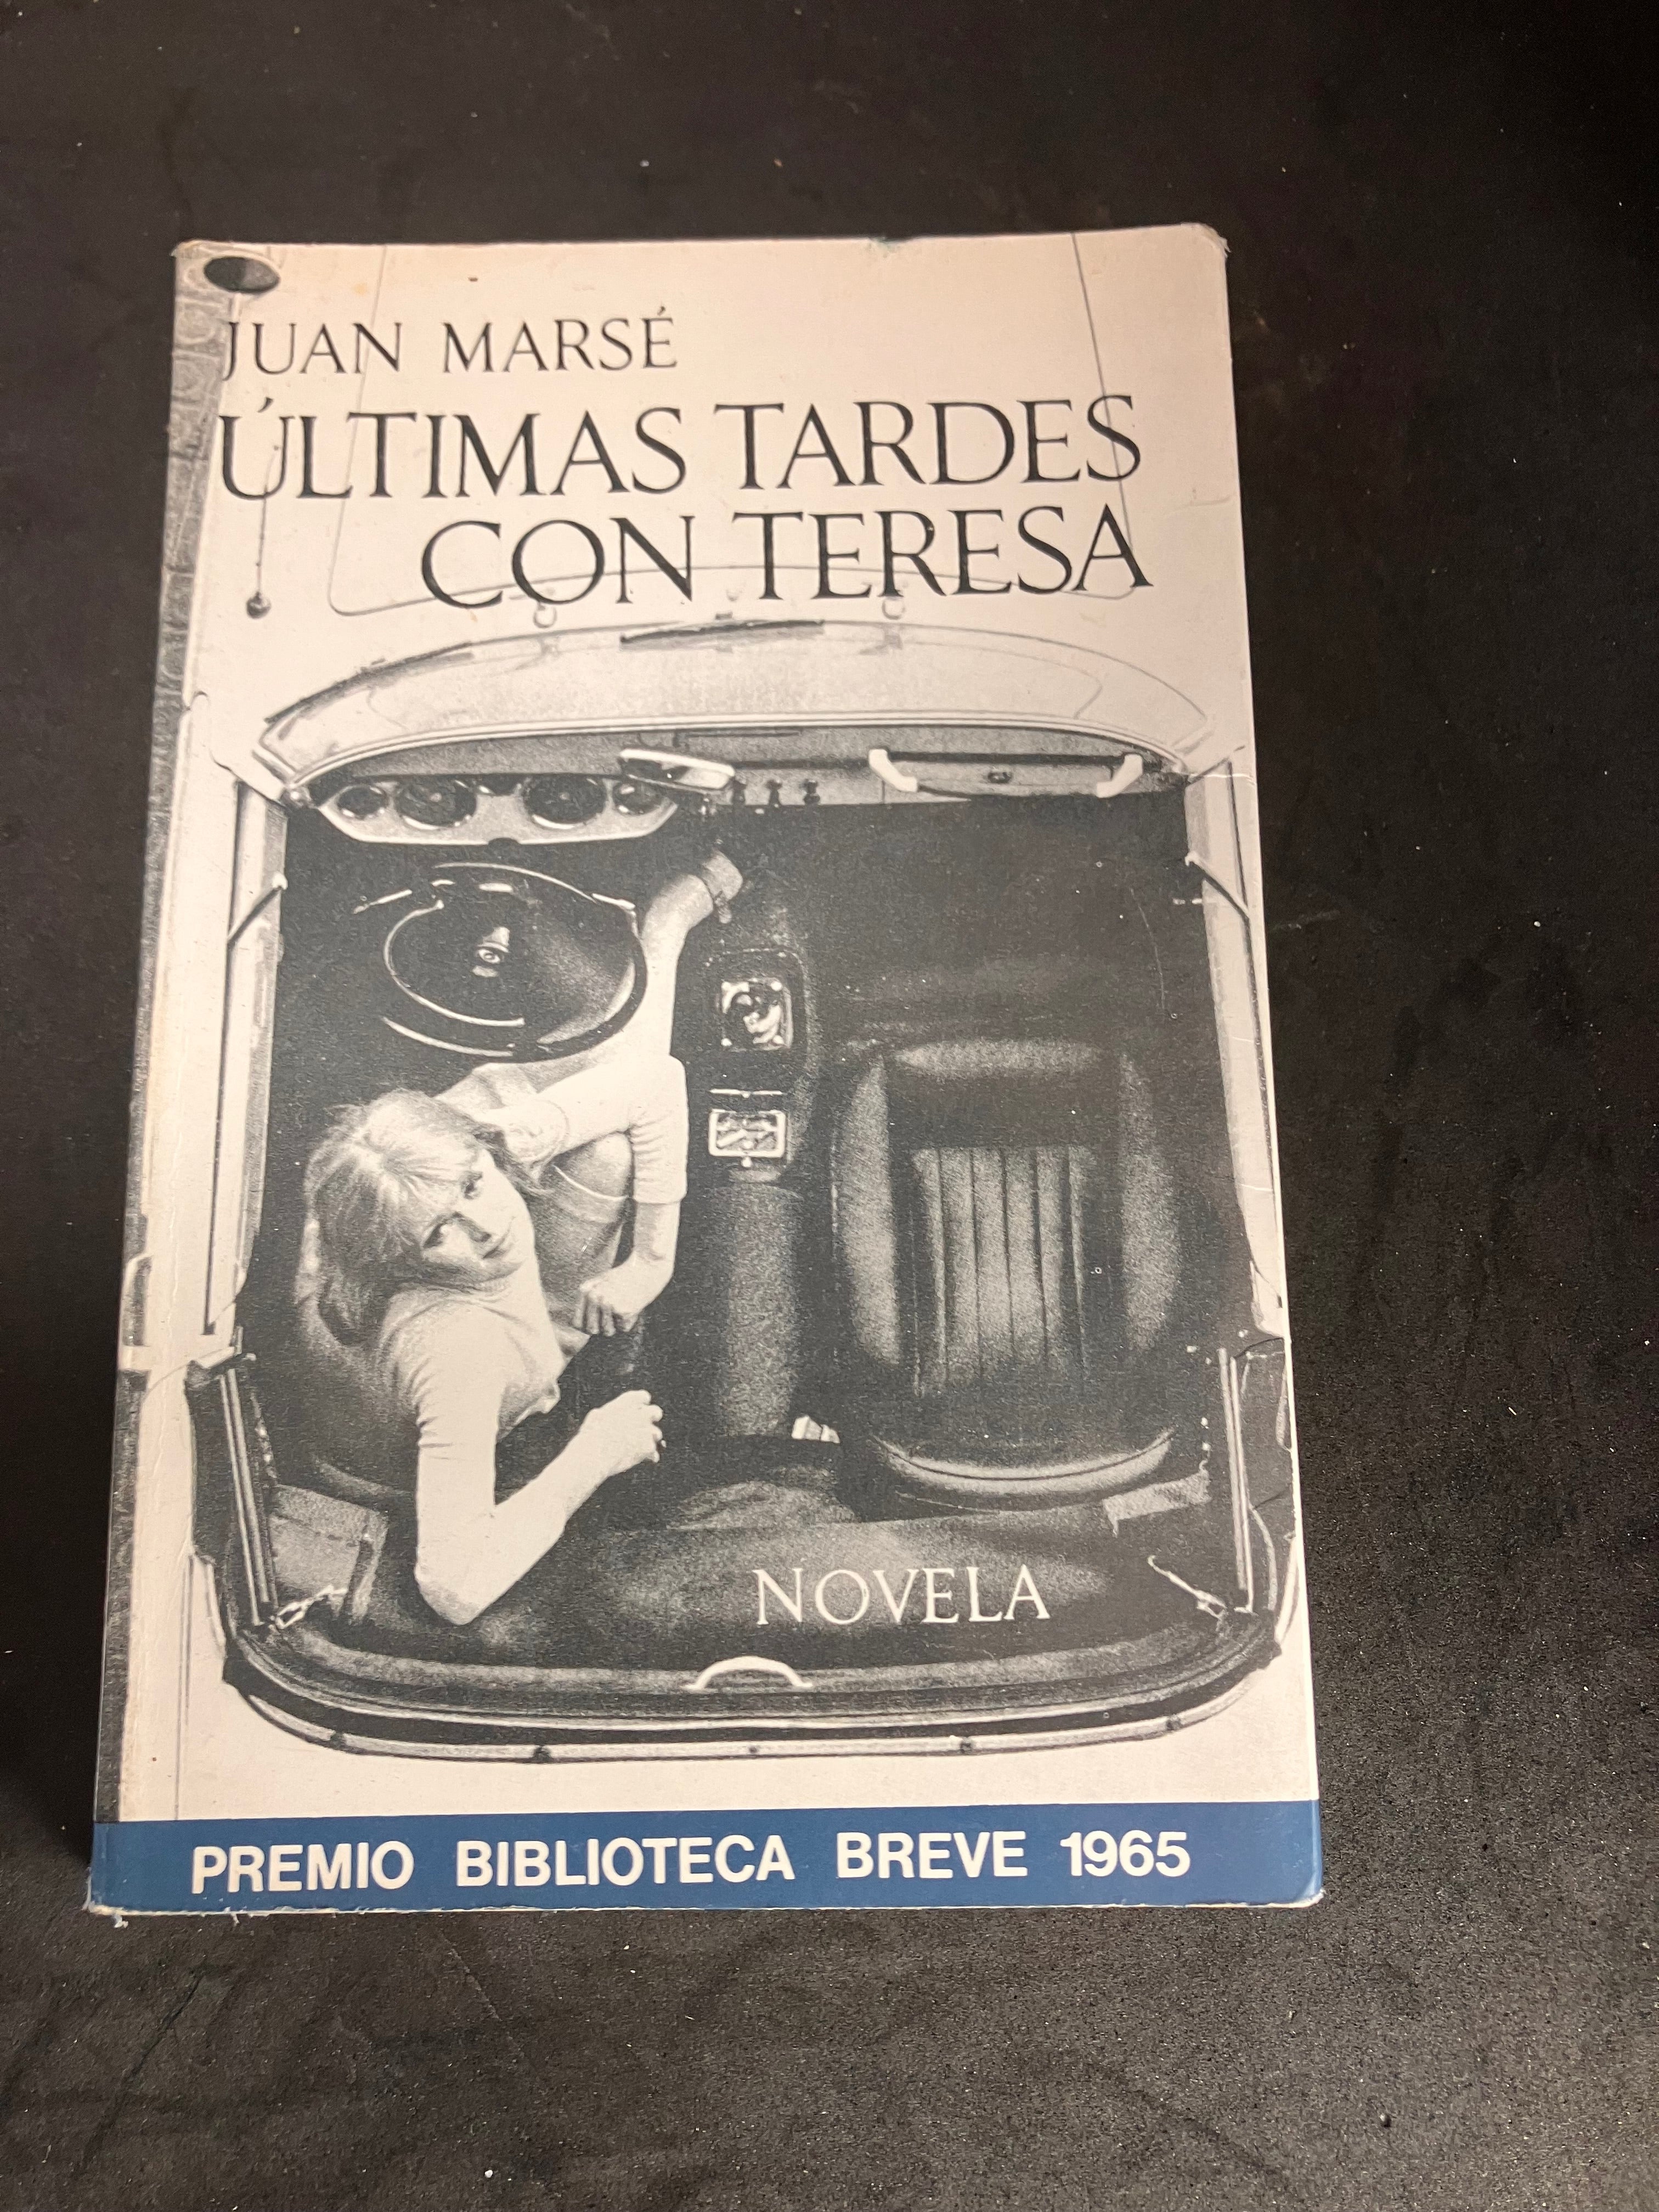 JUAN MARSÉ
ÚLTIMAS TARDES
CON TERESA
NOVELA
PREMIO BIBLIOTECA BREVE 1965